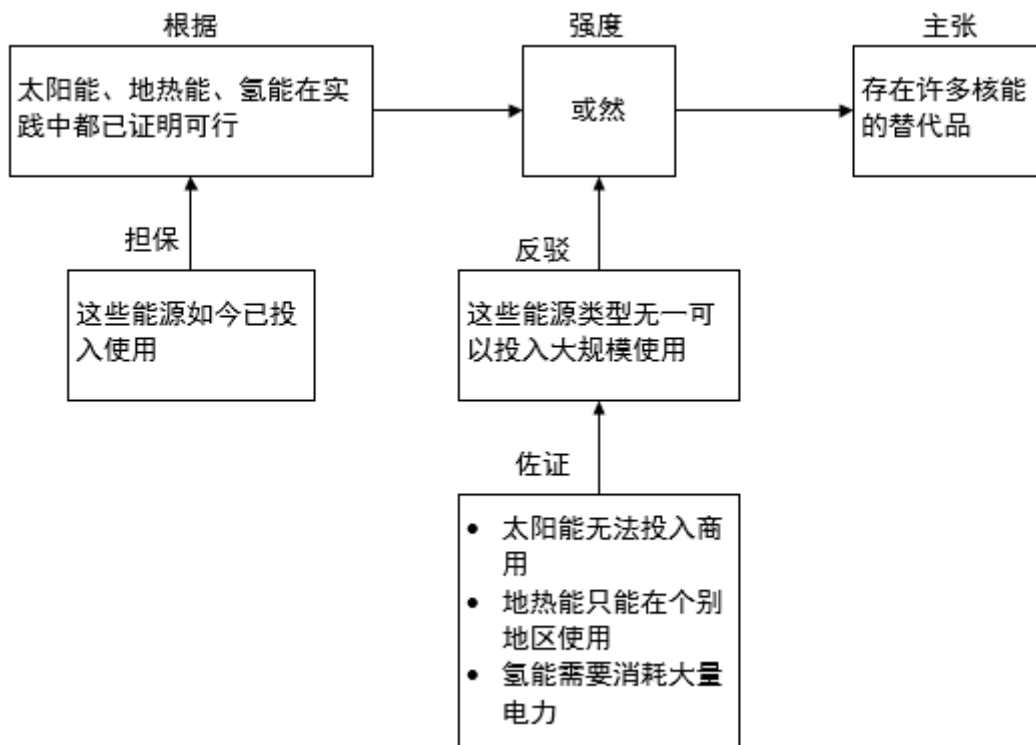 根据
太阳能、地热能、氢能在实
践中都已证明可行
强度
或然
主张
存在许多核能
的替代品
担保
这些能源如今已投
入使用
反驳
这些能源类型无一可
以投入大规模使用
佐证
• 太阳能无法投入商
用
• 地热能只能在个别
地区使用
• 氢能需要消耗大量
电力